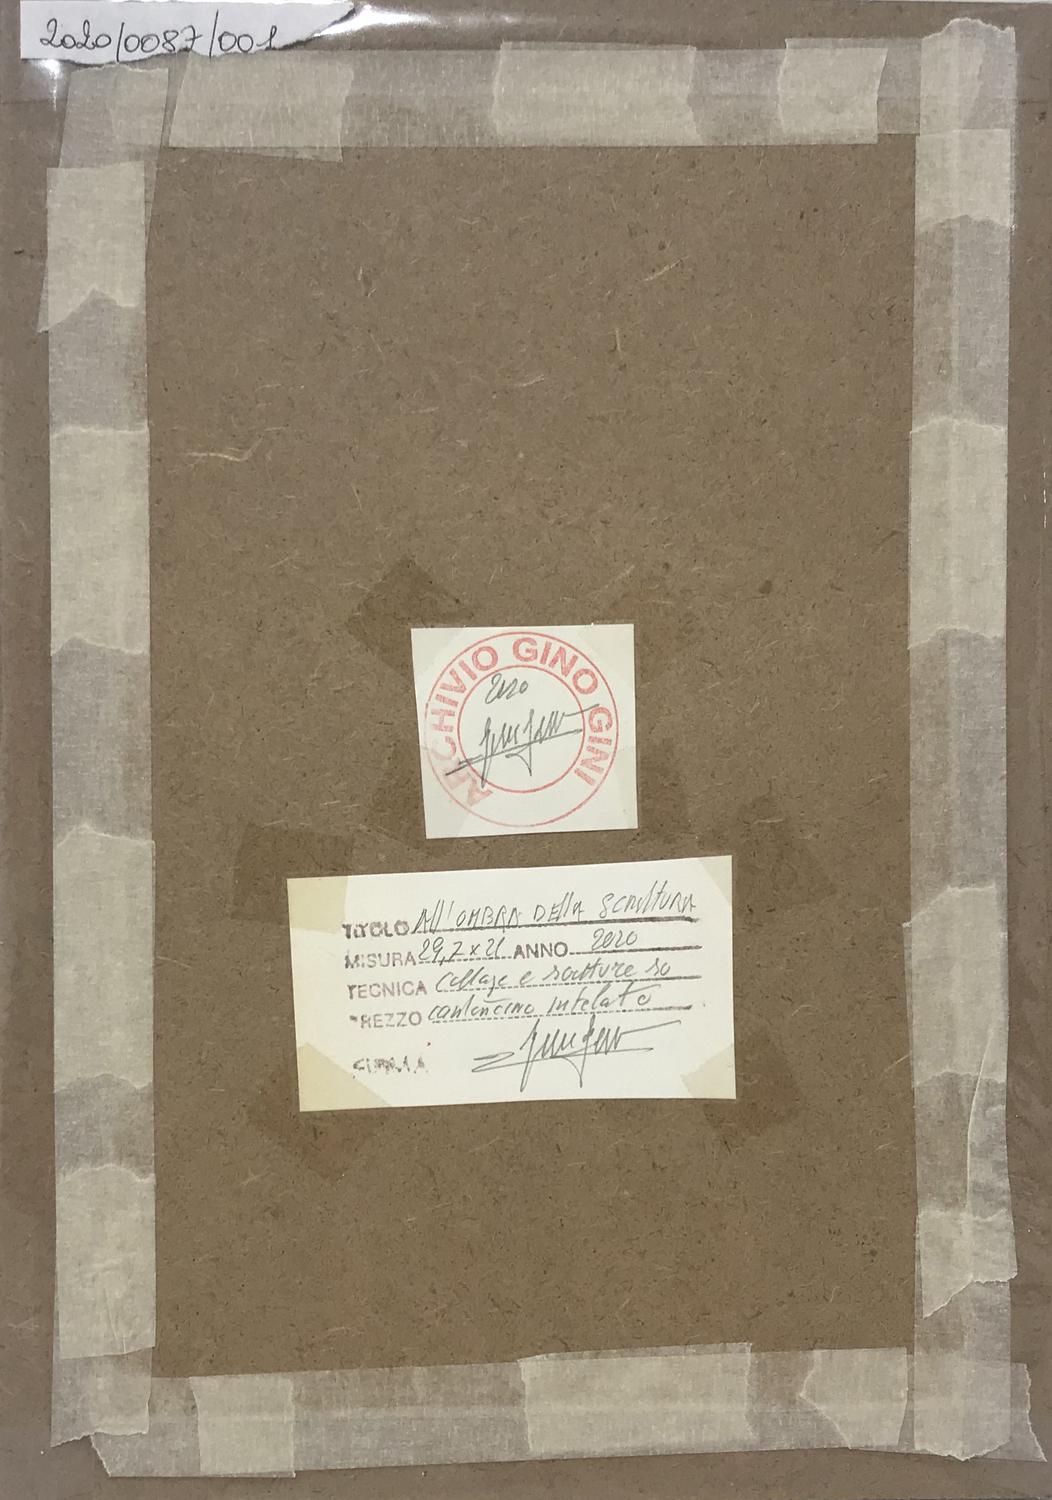 2020/0087/001
ARCHIVIO GINO GINI
2020
TITOLO All'OMBRA DEllA SCRITTURA
MISURA 29,7 x 21 ANNO 2020
TECNICA Collage e scritture su
PREZZO cartoncino intelato
FIRMA